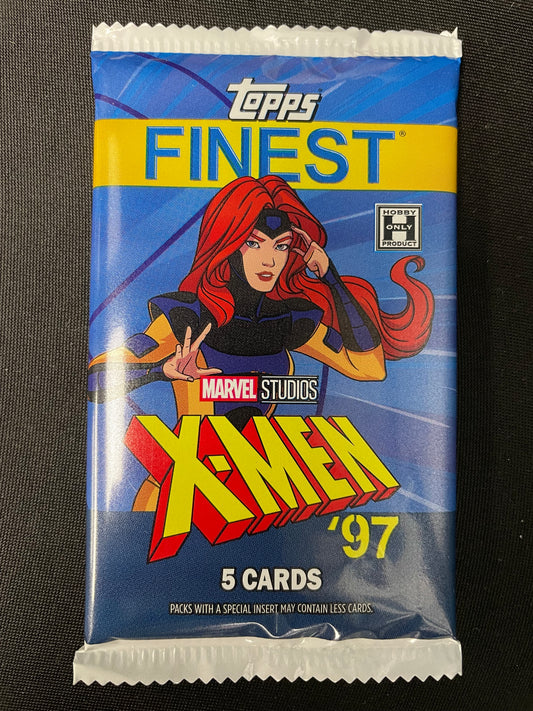 Topps
FINEST®
HOBBY
H ONLY
PRODUCT
MARVEL STUDIOS
X-MEN
'97
5 CARDS
PACKS WITH A SPECIAL INSERT MAY CONTAIN LESS CARDS.